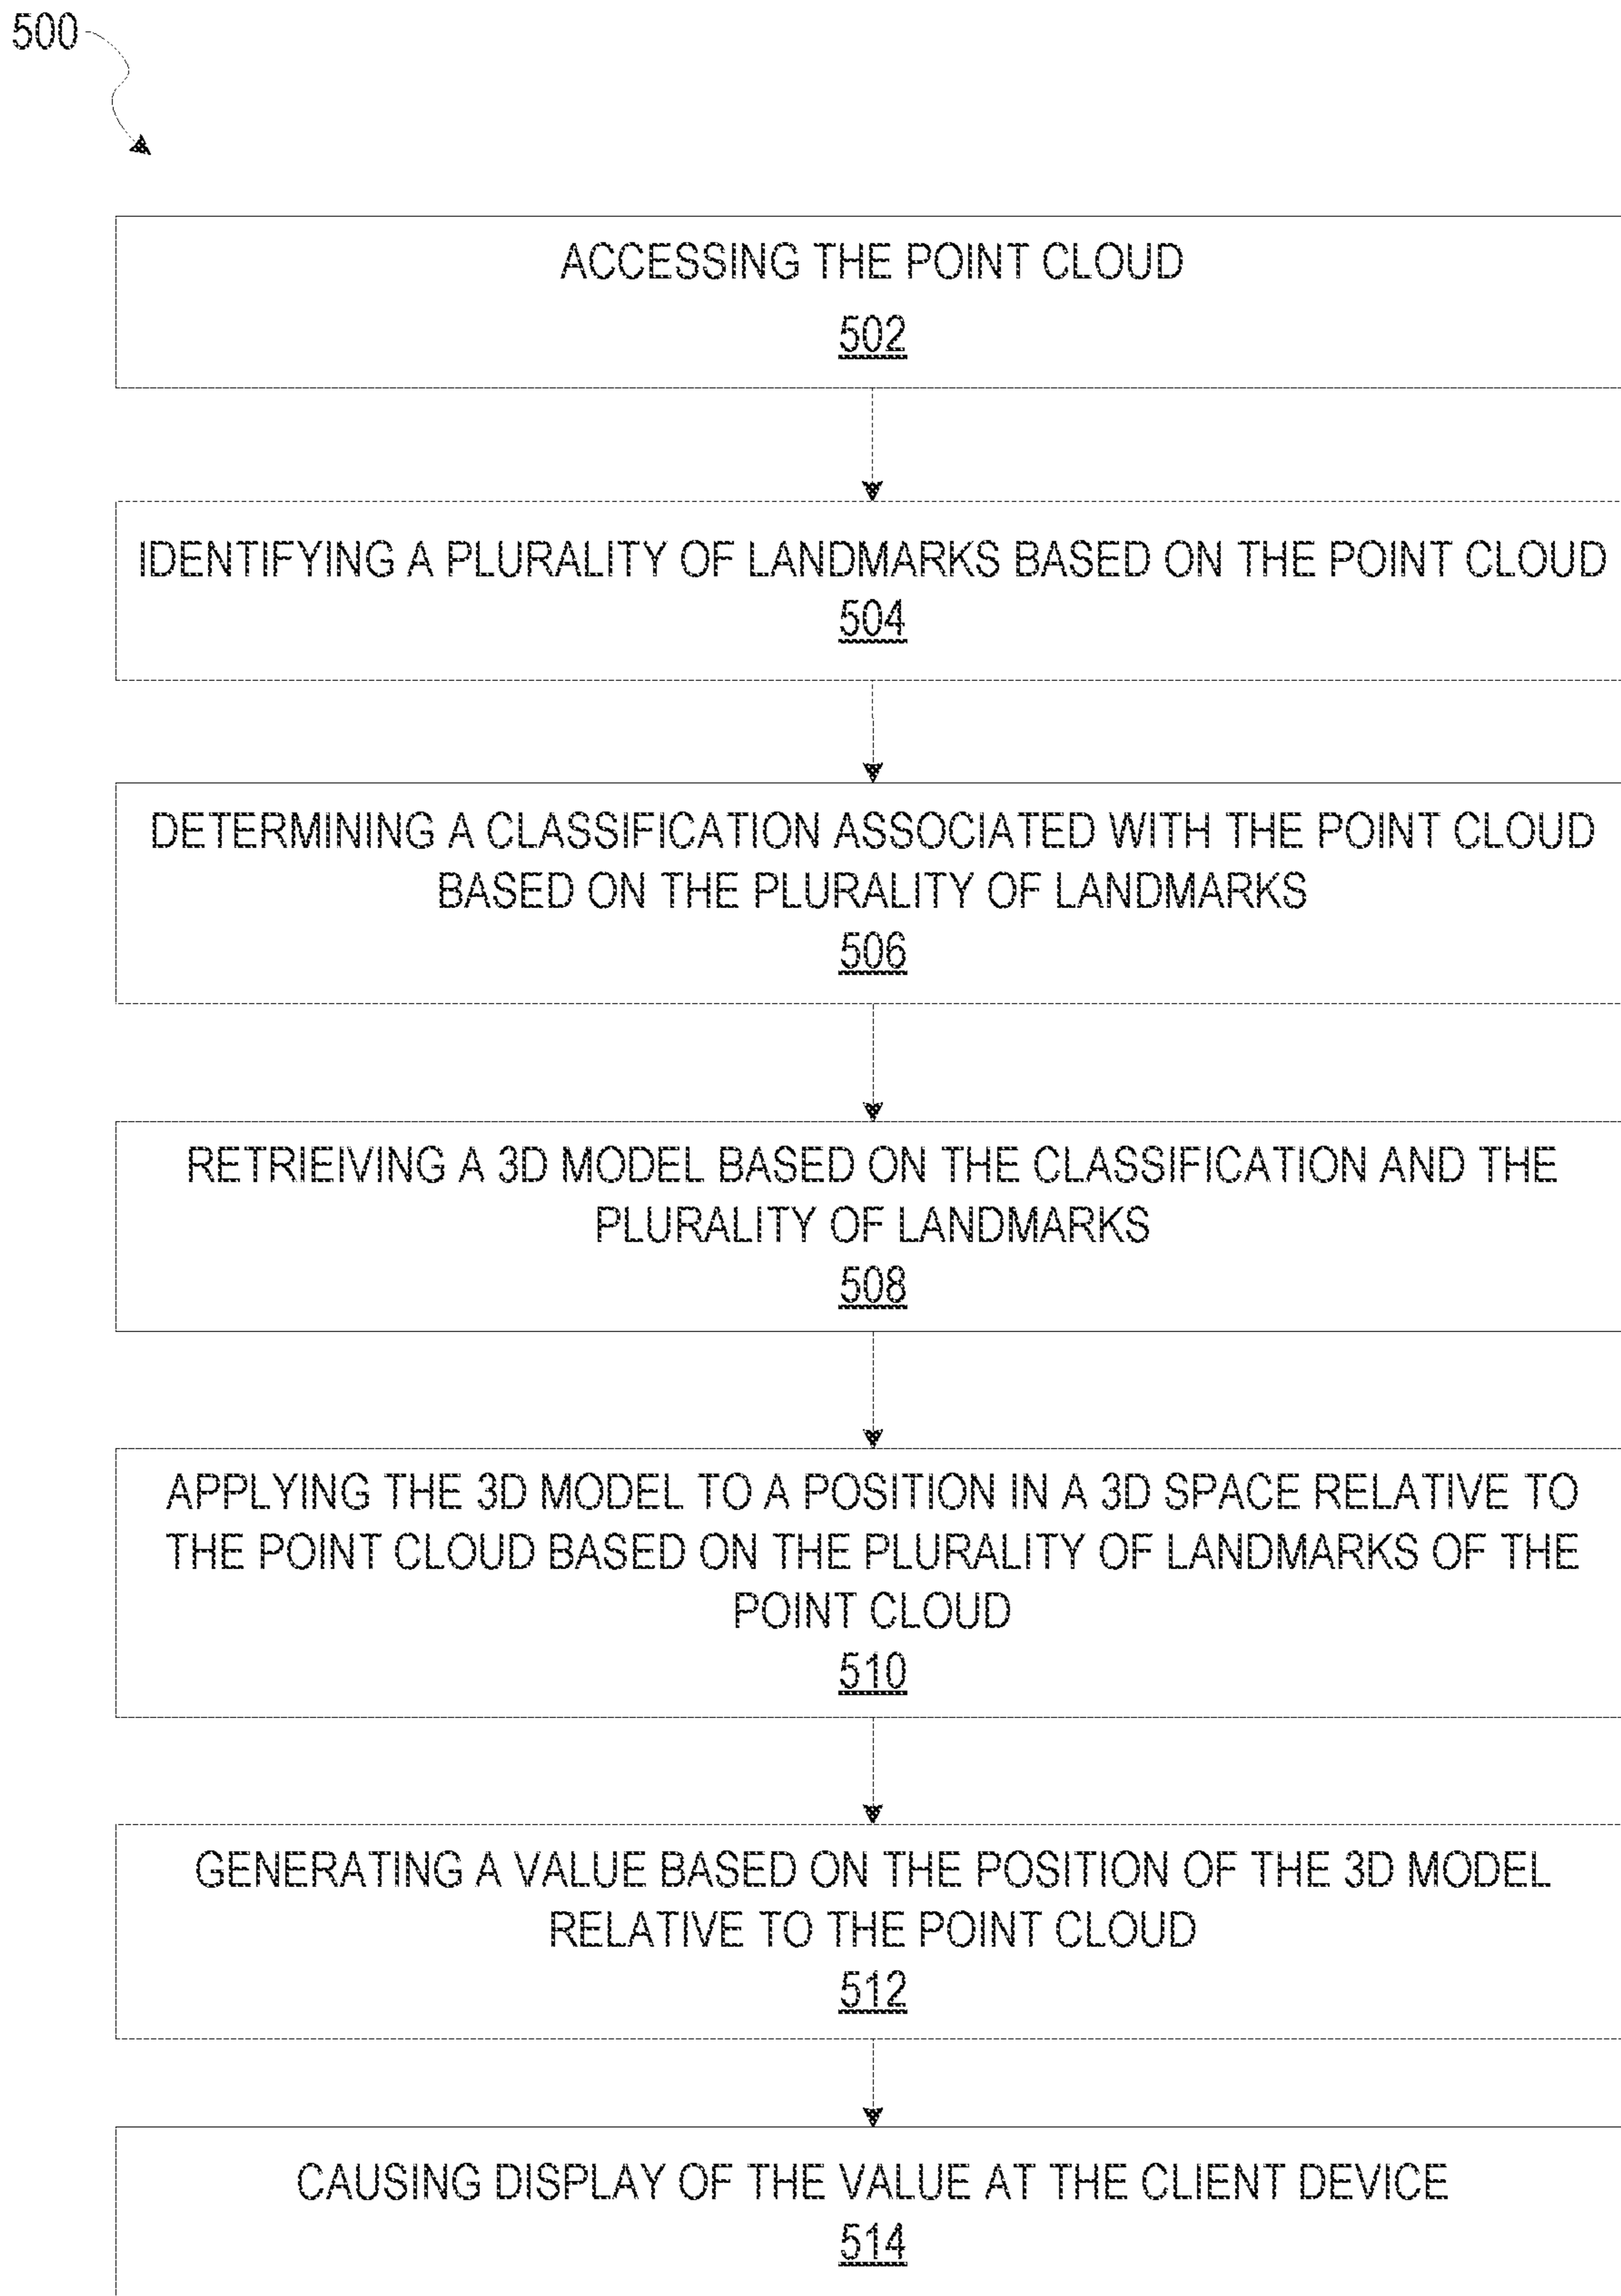 500
ACCESSING THE POINT CLOUD
502
IDENTIFYING A PLURALITY OF LANDMARKS BASED ON THE POINT CLOUD
504
DETERMINING A CLASSIFICATION ASSOCIATED WITH THE POINT CLOUD
BASED ON THE PLURALITY OF LANDMARKS
506
RETRIEIVING A 3D MODEL BASED ON THE CLASSIFICATION AND THE
PLURALITY OF LANDMARKS
508
APPLYING THE 3D MODEL TO A POSITION IN A 3D SPACE RELATIVE TO
THE POINT CLOUD BASED ON THE PLURALITY OF LANDMARKS OF THE
POINT CLOUD
510
GENERATING A VALUE BASED ON THE POSITION OF THE 3D MODEL
RELATIVE TO THE POINT CLOUD
512
CAUSING DISPLAY OF THE VALUE AT THE CLIENT DEVICE
514